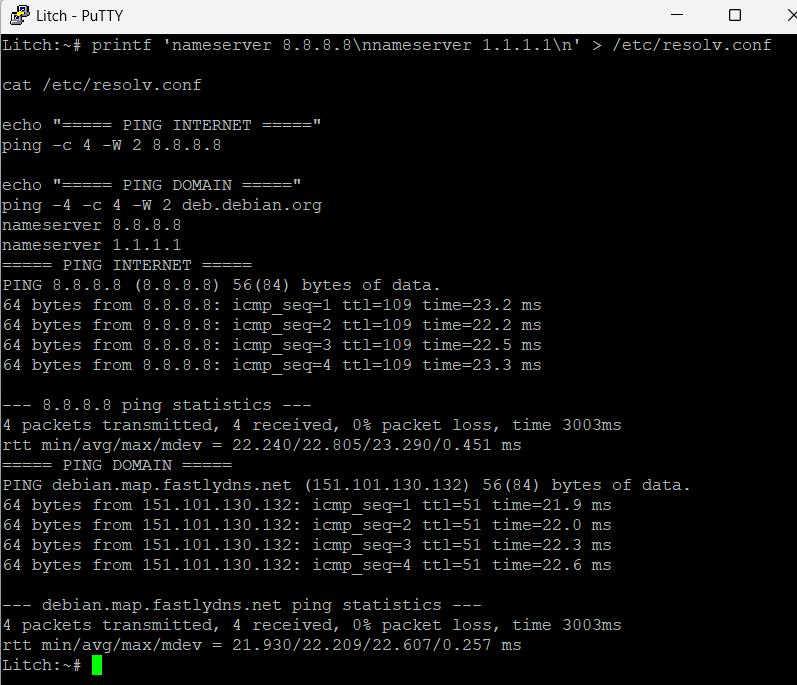 Litch - PuTTY
Litch:~# printf 'nameserver 8.8.8.8\nnameserver 1.1.1.1\n' > /etc/resolv.conf
cat /etc/resolv.conf
echo "===== PING INTERNET ====="
ping -c 4 -W 2 8.8.8.8
echo "===== PING DOMAIN ====="
ping -4 -c 4 -W 2 deb.debian.org
nameserver 8.8.8.8
nameserver 1.1.1.1
===== PING INTERNET =====
PING 8.8.8.8 (8.8.8.8) 56(84) bytes of data.
64 bytes from 8.8.8.8: icmp_seq=1 ttl=109 time=23.2 ms
64 bytes from 8.8.8.8: icmp_seq=2 ttl=109 time=22.2 ms
64 bytes from 8.8.8.8: icmp_seq=3 ttl=109 time=22.5 ms
64 bytes from 8.8.8.8: icmp_seq=4 ttl=109 time=23.3 ms
--- 8.8.8.8 ping statistics ---
4 packets transmitted, 4 received, 0% packet loss, time 3003ms
rtt min/avg/max/mdev = 22.240/22.805/23.290/0.451 ms
===== PING DOMAIN =====
PING debian.map.fastlydns.net (151.101.130.132) 56(84) bytes of data.
64 bytes from 151.101.130.132: icmp_seq=1 ttl=51 time=21.9 ms
64 bytes from 151.101.130.132: icmp_seq=2 ttl=51 time=22.0 ms
64 bytes from 151.101.130.132: icmp_seq=3 ttl=51 time=22.3 ms
64 bytes from 151.101.130.132: icmp_seq=4 ttl=51 time=22.6 ms
--- debian.map.fastlydns.net ping statistics ---
4 packets transmitted, 4 received, 0% packet loss, time 3003ms
rtt min/avg/max/mdev = 21.930/22.209/22.607/0.257 ms
Litch:~#